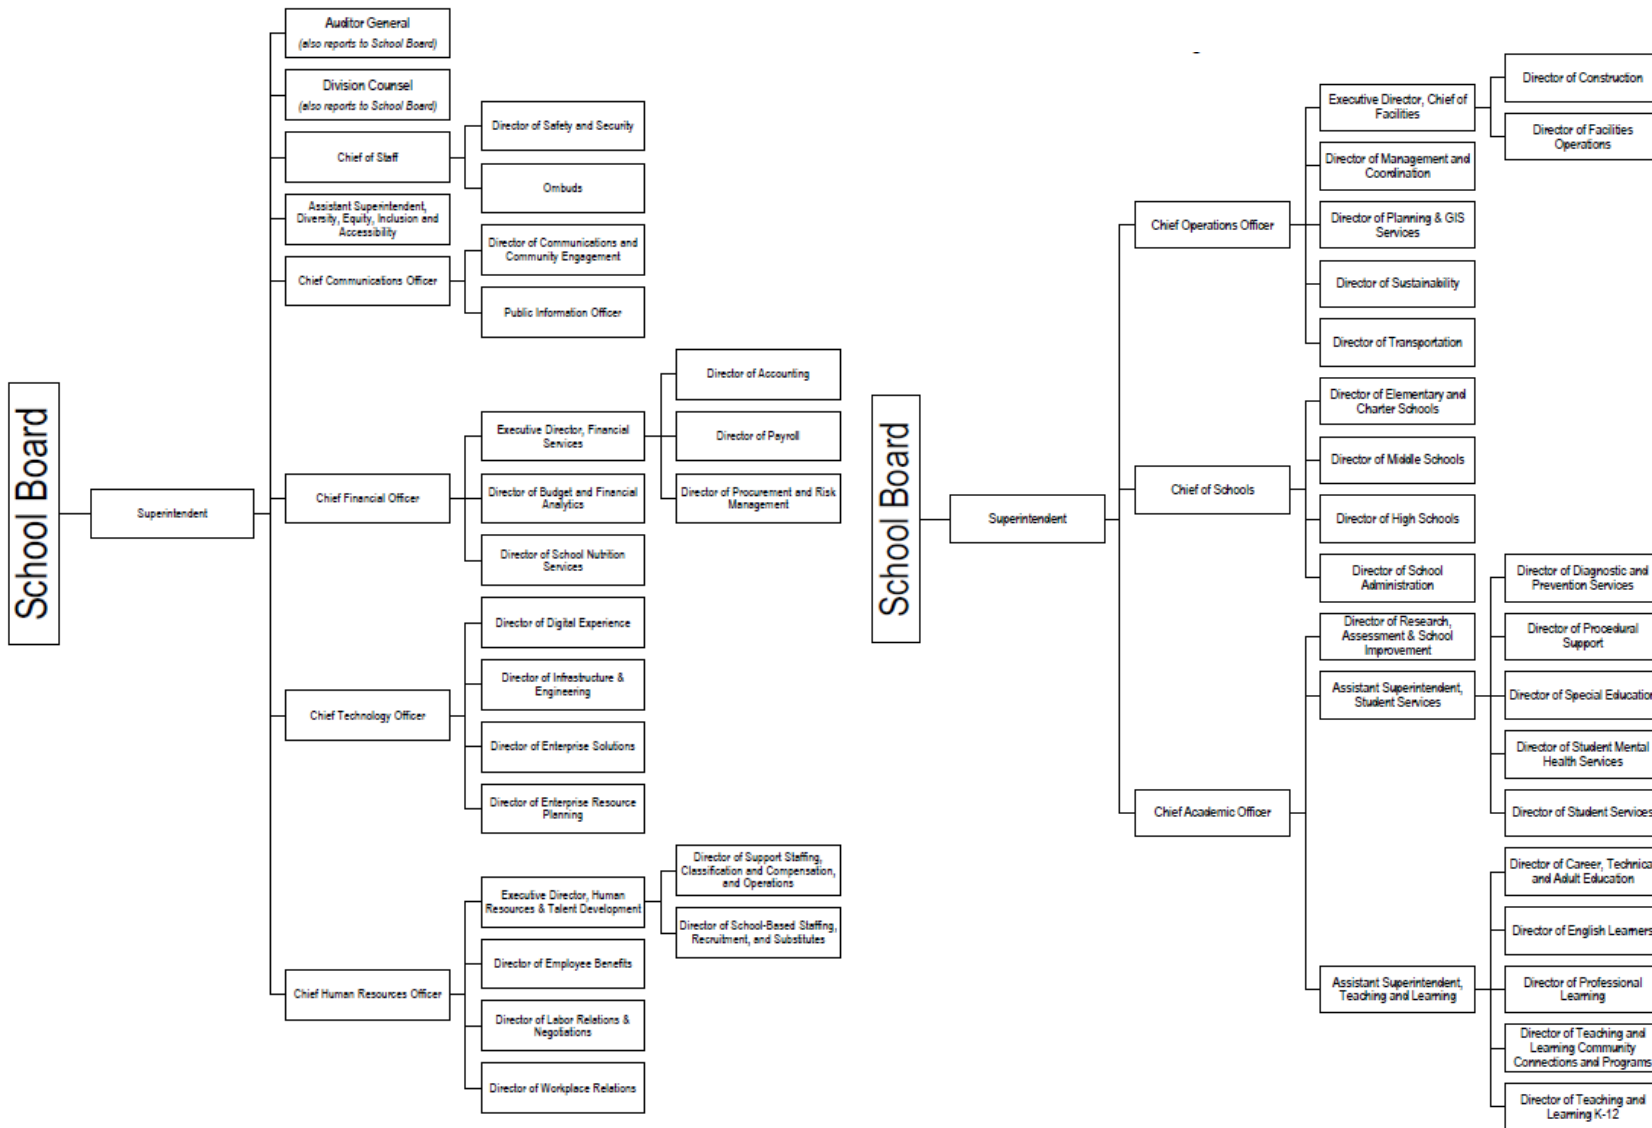 Auditor General
(also reports to School Board)
Division Counsel
(also reports to School Board)
Chief of Staff
Director of Safety and Security
Ombuds
Assistant Superintendent,
Diversity, Equity, Inclusion and
Accessibility
Chief Communications Officer
Director of Communications and
Community Engagement
Public Information Officer
School Board
Superintendent
Chief Financial Officer
Executive Director, Financial
Services
Director of Accounting
Director of Payroll
Director of Procurement and Risk
Management
Director of Budget and Financial
Analytics
Director of School Nutrition
Services
Chief Technology Officer
Director of Digital Experience
Director of Infrastructure &
Engineering
Director of Enterprise Solutions
Director of Enterprise Resource
Planning
Chief Human Resources Officer
Executive Director, Human
Resources & Talent Development
Director of Support Staffing,
Classification and Compensation,
and Operations
Director of School-Based Staffing,
Recruitment, and Substitutes
Director of Employee Benefits
Director of Labor Relations &
Negotiations
Director of Workplace Relations
School Board
Superintendent
Chief Operations Officer
Executive Director, Chief of
Facilities
Director of Construction
Director of Facilities
Operations
Director of Management and
Coordination
Director of Planning & GIS
Services
Director of Sustainability
Director of Transportation
Chief of Schools
Director of Elementary and
Charter Schools
Director of Middle Schools
Director of High Schools
Director of School
Administration
Chief Academic Officer
Director of Research,
Assessment & School
Improvement
Assistant Superintendent,
Student Services
Director of Diagnostic and
Prevention Services
Director of Procedural
Support
Director of Special Education
Director of Student Mental
Health Services
Director of Student Services
Assistant Superintendent,
Teaching and Learning
Director of Career, Technica
and Adult Education
Director of English Learners
Director of Professional
Learning
Director of Teaching and
Learning Community
Connections and Programs
Director of Teaching and
Learning K-12